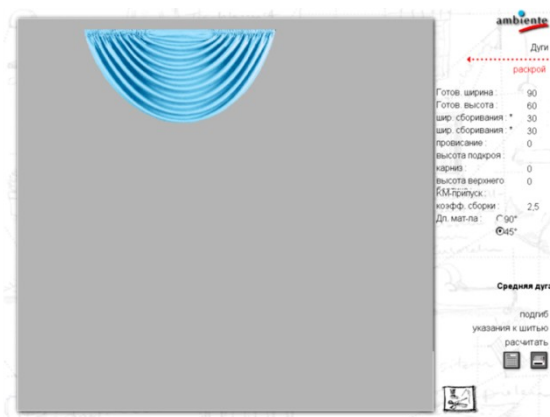 ambiente
Дуги
раскрой
Готов. ширина : 90
Готов. высота : 60
шир. сборивания : * 30
шир. сборивания : * 30
провисание : 0
высота подкроя :
карниз : 0
высота верхнего 0
КМ-припуск :
коэфф. сборки : 2,5
Дл. мат-ла : 90°
45°
Средняя дуга
подгиб
указания к шитью
расчитать